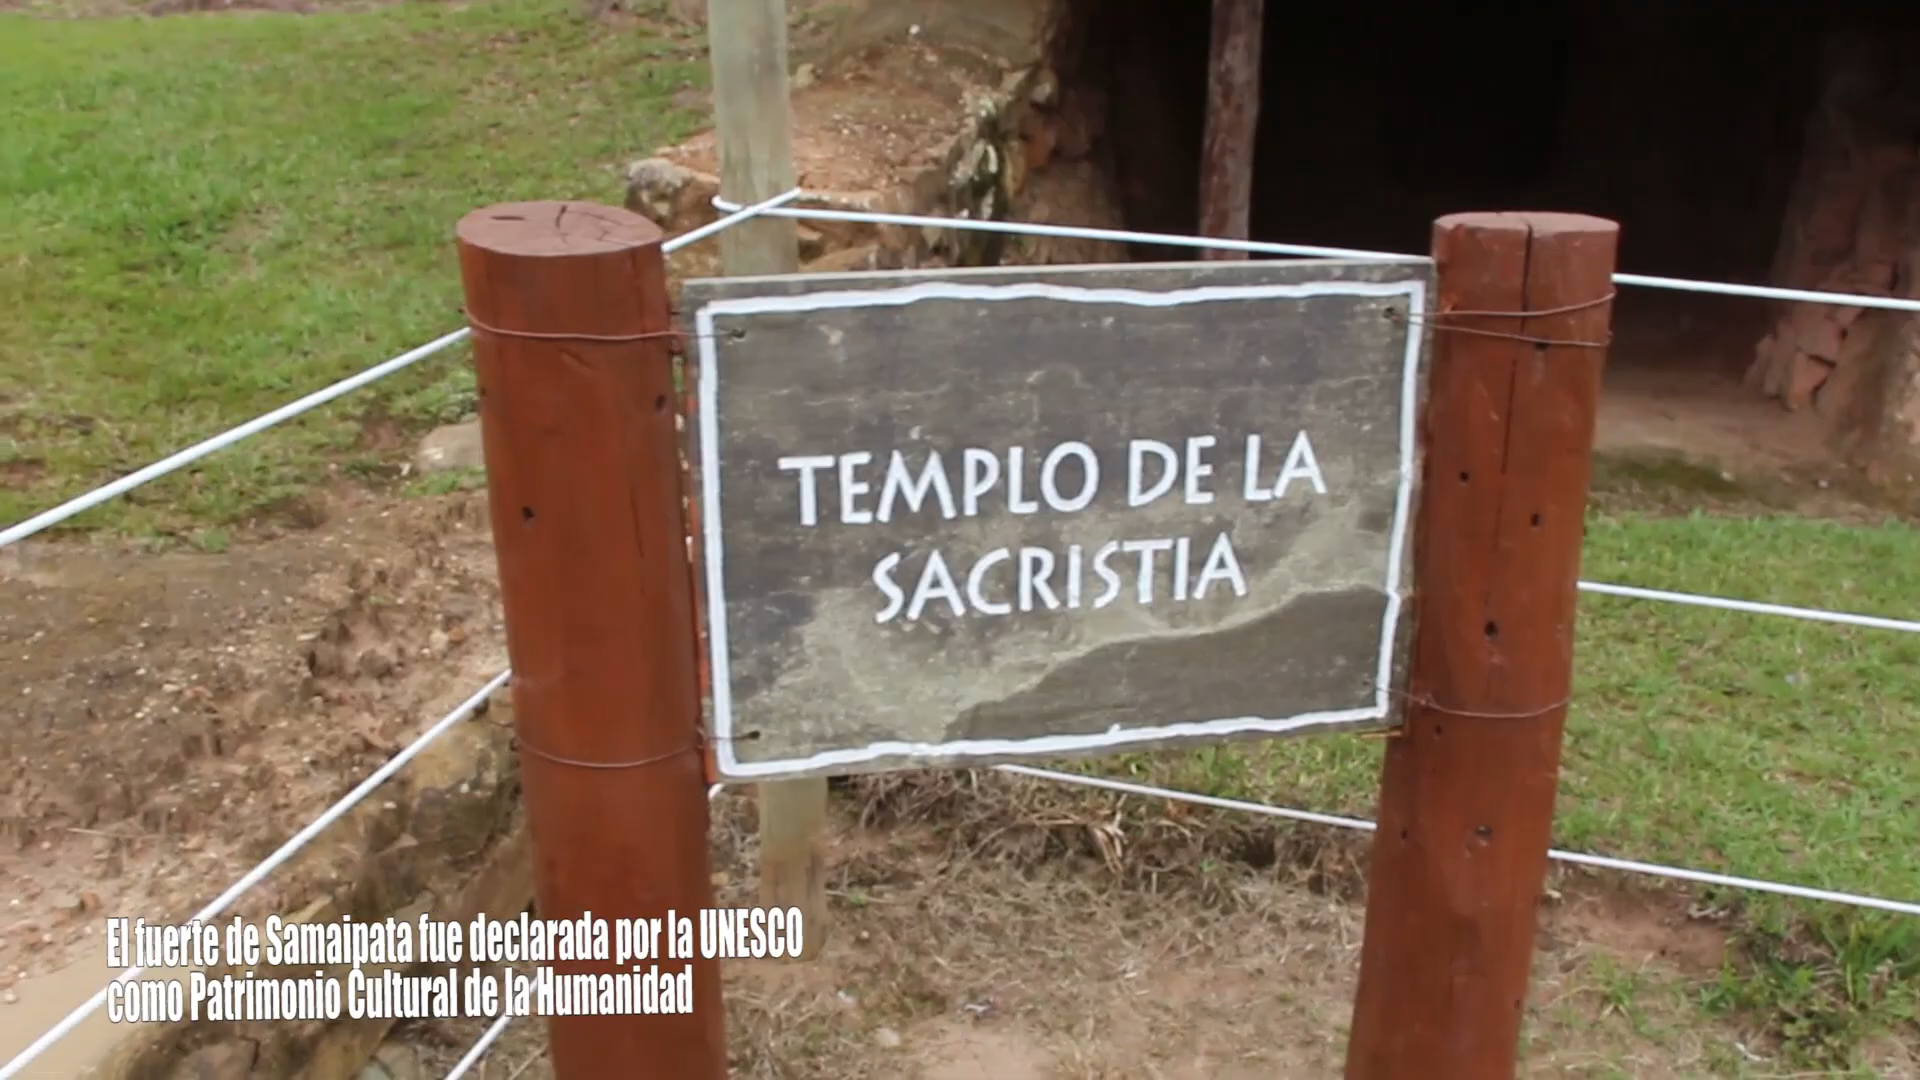 TEMPLO DE LA
SACRISTIA
El fuerte de Samaipata fue declarada por la UNESCO
como Patrimonio Cultural de la Humanidad